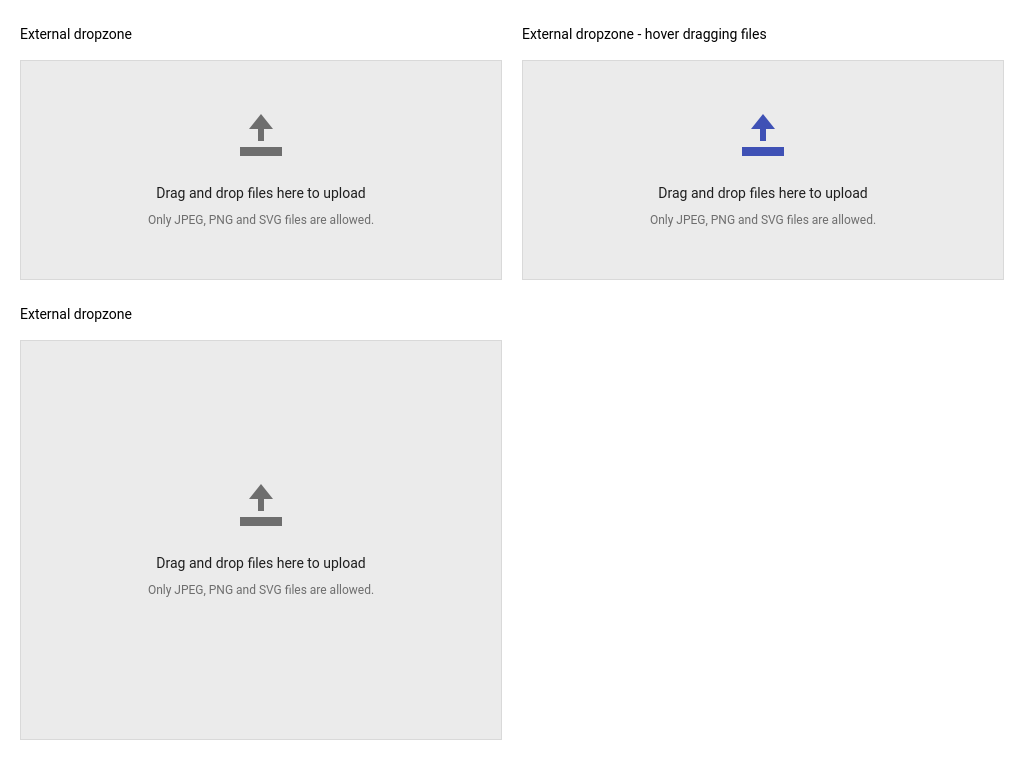 External dropzone
External dropzone - hover dragging files
Drag and drop files here to upload
Only JPEG, PNG and SVG files are allowed.
Drag and drop files here to upload
Only JPEG, PNG and SVG files are allowed.
External dropzone
Drag and drop files here to upload
Only JPEG, PNG and SVG files are allowed.